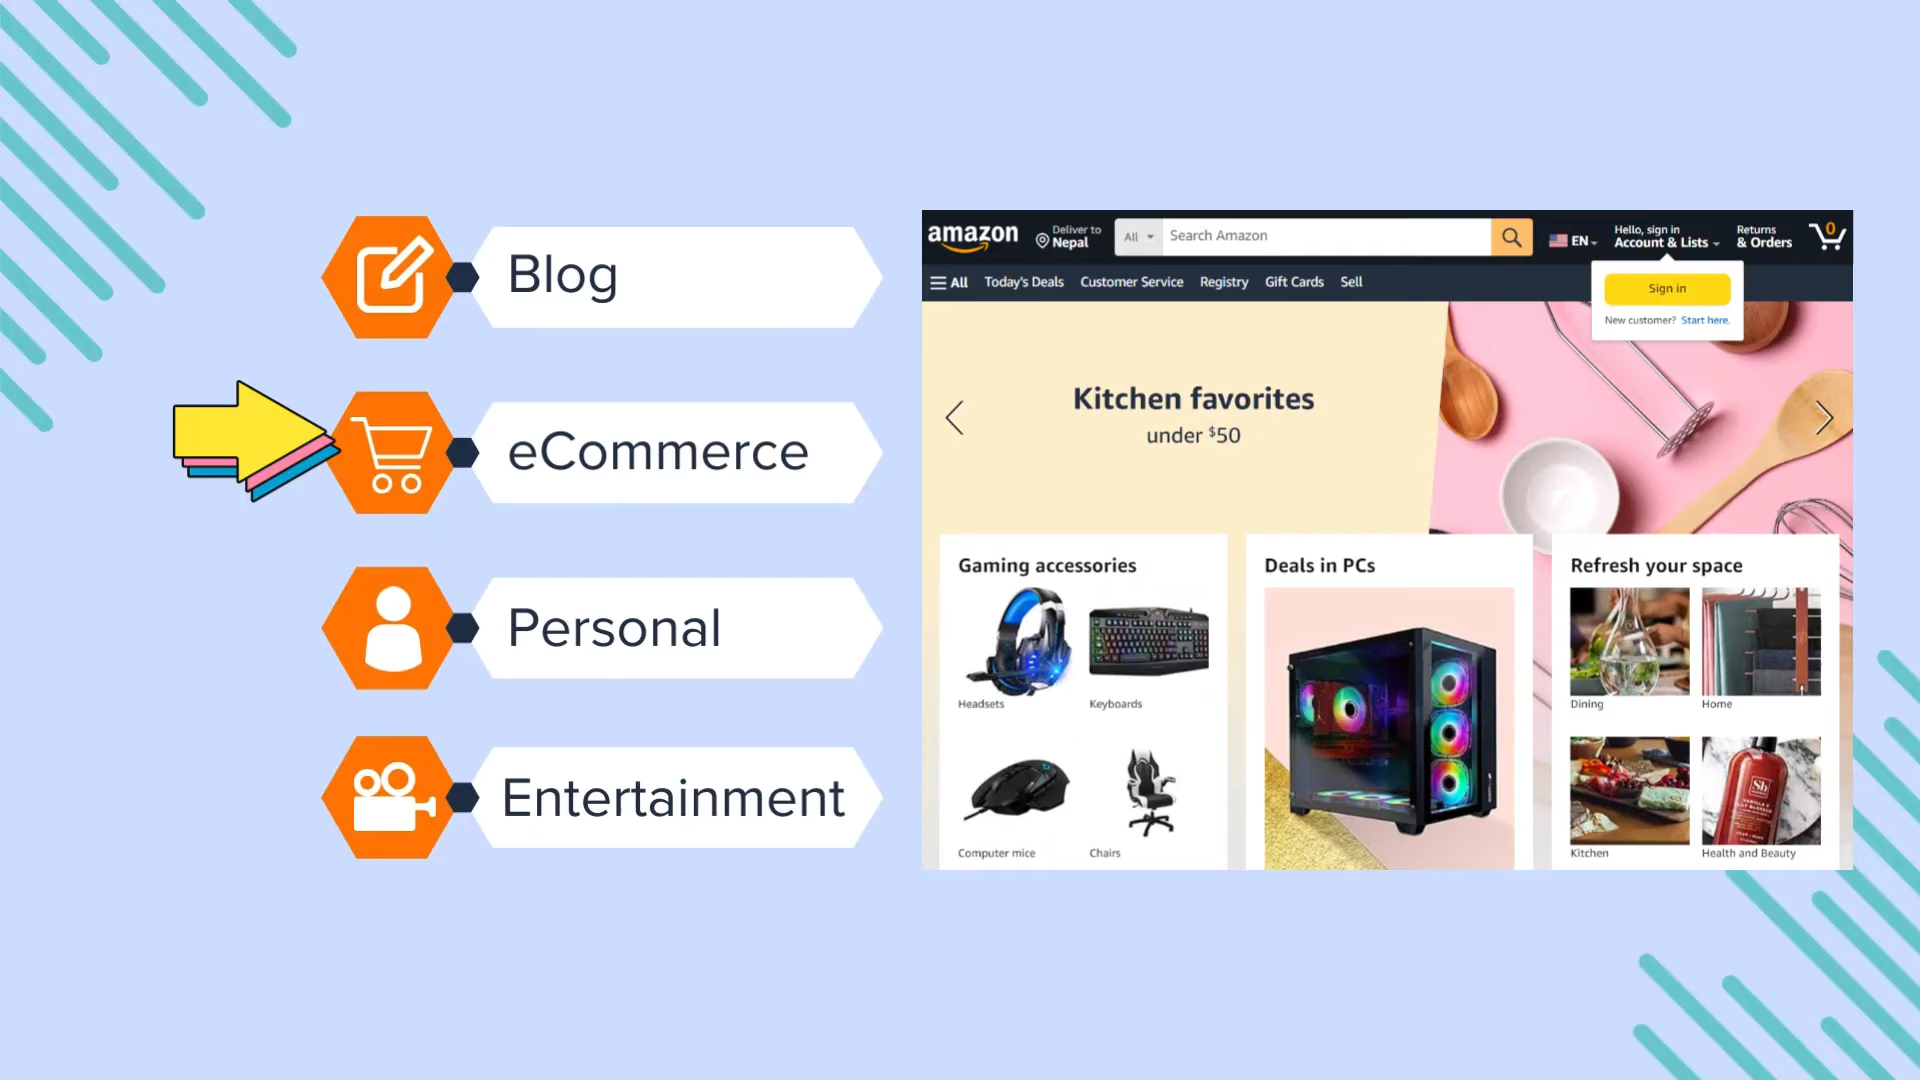 Blog
eCommerce
Personal
Entertainment
amazon
Deliver to
Nepal
All
Search Amazon
EN
Hello, sign in
Account & Lists
Returns
& Orders
0
All
Today's Deals
Customer Service
Registry
Gift Cards
Sell
Sign in
New customer? Start here.
Kitchen favorites
under $50
Gaming accessories
Headsets
Keyboards
Computer mice
Chairs
Deals in PCs
Refresh your space
Dining
Home
Kitchen
Health and Beauty